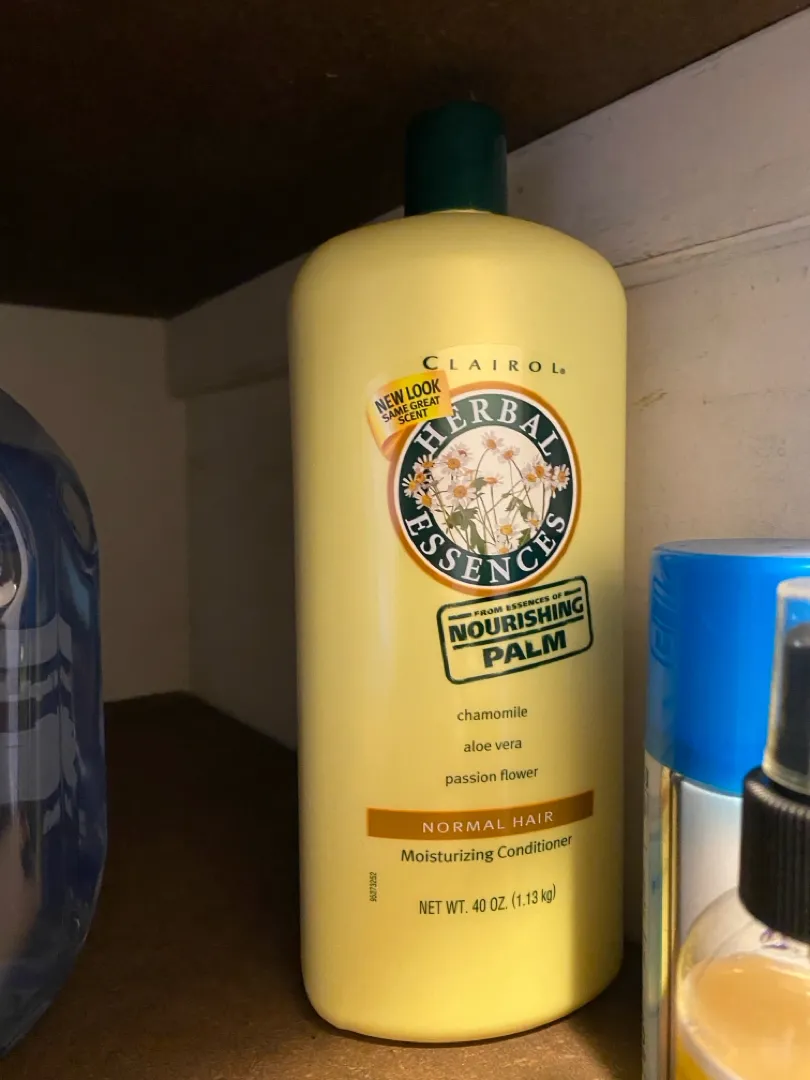 CLAIROL®
NEW LOOK
SAME GREAT
SCENT
HERBAL
ESSENCES
FROM ESSENCES OF
NOURISHING
PALM
chamomile
aloe vera
passion flower
NORMAL HAIR
Moisturizing Conditioner
NET WT. 40 OZ. (1.13 kg)